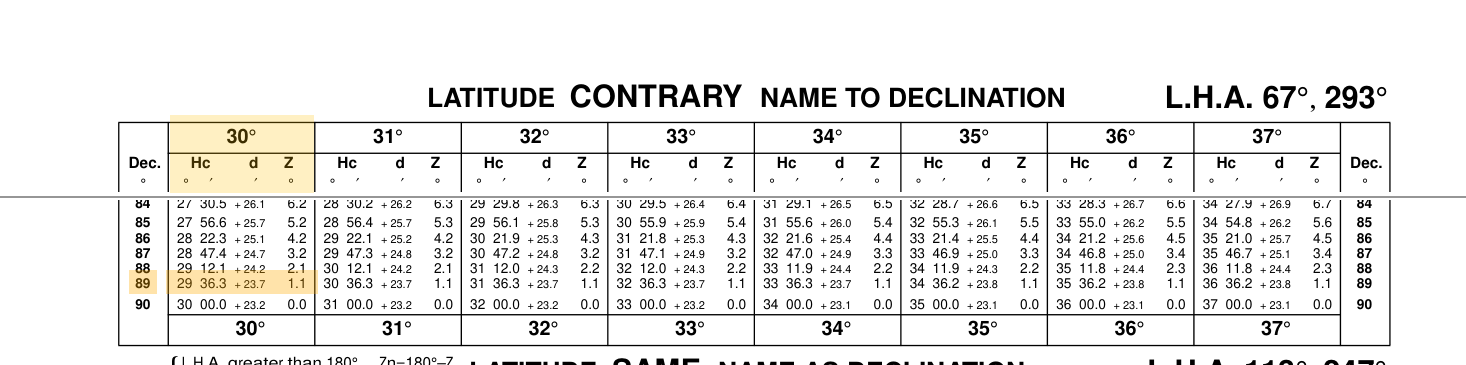 LATITUDE CONTRARY NAME TO DECLINATION L.H.A. 67°, 293°
30° 31° 32° 33° 34° 35° 36° 37°
Dec. Hc d Z Hc d Z Hc d Z Hc d Z Hc d Z Hc d Z Hc d Z Hc d Z Dec.
° ° ′ ′ ° ° ′ ′ ° ° ′ ′ ° ° ′ ′ ° ° ′ ′ ° ° ′ ′ ° ° ′ ′ ° ° ′ ′ ° °
84 27 30.5 +26.1 6.2 28 30.2 +26.2 6.3 29 29.8 +26.3 6.3 30 29.5 +26.4 6.4 31 29.1 +26.5 6.5 32 28.7 +26.6 6.5 33 28.3 +26.7 6.6 34 27.9 +26.9 6.7 84
85 27 56.6 +25.7 5.2 28 56.4 +25.7 5.3 29 56.1 +25.8 5.3 30 55.9 +25.9 5.4 31 55.6 +26.0 5.4 32 55.3 +26.1 5.5 33 55.0 +26.2 5.5 34 54.8 +26.2 5.6 85
86 28 22.3 +25.1 4.2 29 22.1 +25.2 4.2 30 21.9 +25.3 4.3 31 21.8 +25.3 4.3 32 21.6 +25.4 4.4 33 21.4 +25.5 4.4 34 21.2 +25.6 4.5 35 21.0 +25.7 4.5 86
87 28 47.4 +24.7 3.2 29 47.3 +24.8 3.2 30 47.2 +24.8 3.2 31 47.1 +24.9 3.2 32 47.0 +24.9 3.3 33 46.9 +25.0 3.3 34 46.8 +25.0 3.4 35 46.7 +25.1 3.4 87
88 29 12.1 +24.2 2.1 30 12.1 +24.2 2.1 31 12.0 +24.3 2.2 32 12.0 +24.3 2.2 33 11.9 +24.4 2.2 34 11.9 +24.3 2.2 35 11.8 +24.4 2.3 36 11.8 +24.4 2.3 88
89 29 36.3 +23.7 1.1 30 36.3 +23.7 1.1 31 36.3 +23.7 1.1 32 36.3 +23.7 1.1 33 36.3 +23.7 1.1 34 36.2 +23.8 1.1 35 36.2 +23.8 1.1 36 36.2 +23.8 1.1 89
90 30 00.0 +23.2 0.0 31 00.0 +23.2 0.0 32 00.0 +23.2 0.0 33 00.0 +23.2 0.0 34 00.0 +23.1 0.0 35 00.0 +23.1 0.0 36 00.0 +23.1 0.0 37 00.0 +23.1 0.0 90
30° 31° 32° 33° 34° 35° 36° 37°
L.H.A. greater than 180° Zn=180°–Z LATITUDE SAME NAME AS DECLINATION